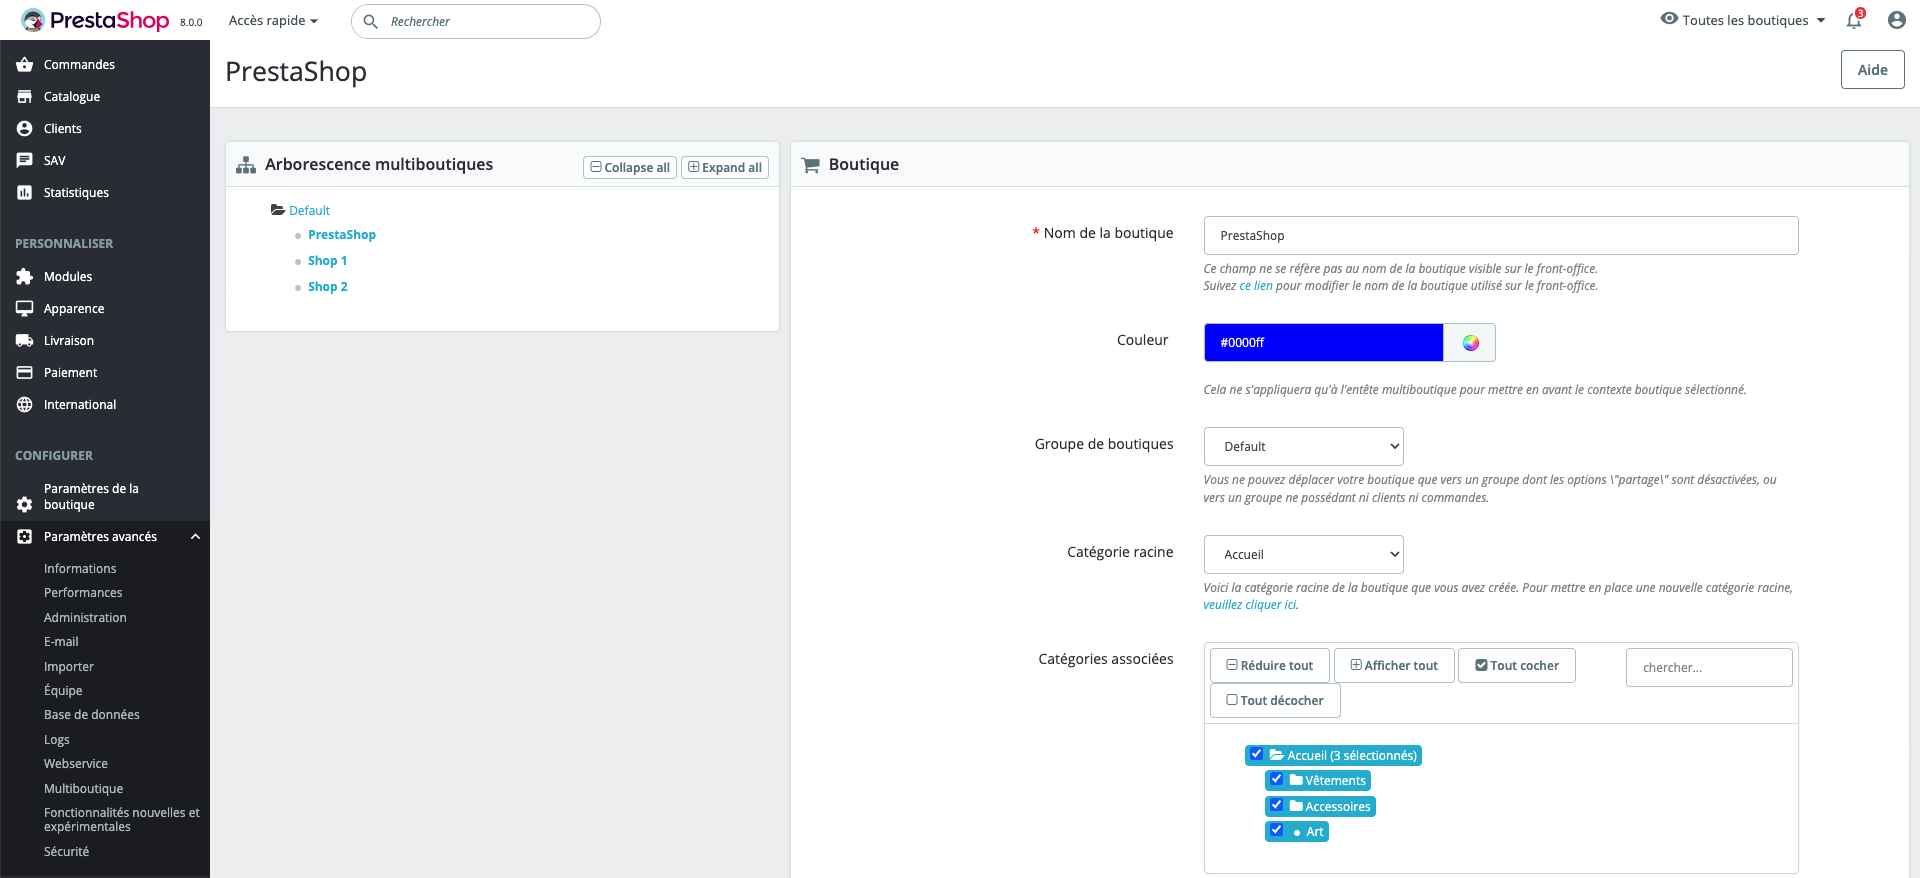 PrestaShop 8.0.0
Accès rapide
Rechercher
Toutes les boutiques
3
PrestaShop
Aide
Commandes
Catalogue
Clients
SAV
Statistiques
PERSONNALISER
Modules
Apparence
Livraison
Paiement
International
CONFIGURER
Paramètres de la
boutique
Paramètres avancés
Informations
Performances
Administration
E-mail
Importer
Équipe
Base de données
Logs
Webservice
Multiboutique
Fonctionnalités nouvelles et
expérimentales
Sécurité
Arborescence multiboutiques
Collapse all
Expand all
Default
PrestaShop
Shop 1
Shop 2
Boutique
* Nom de la boutique
PrestaShop
Ce champ ne se réfère pas au nom de la boutique visible sur le front-office.
Suivez ce lien pour modifier le nom de la boutique utilisé sur le front-office.
Couleur
#0000ff
Cela ne s'appliquera qu'à l'entête multiboutique pour mettre en avant le contexte boutique sélectionné.
Groupe de boutiques
Default
Vous ne pouvez déplacer votre boutique que vers un groupe dont les options \"partage\" sont désactivées, ou
vers un groupe ne possédant ni clients ni commandes.
Catégorie racine
Accueil
Voici la catégorie racine de la boutique que vous avez créée. Pour mettre en place une nouvelle catégorie racine,
veuillez cliquer ici.
Catégories associées
Réduire tout
Afficher tout
Tout cocher
chercher...
Tout décocher
Accueil (3 sélectionnés)
Vêtements
Accessoires
Art